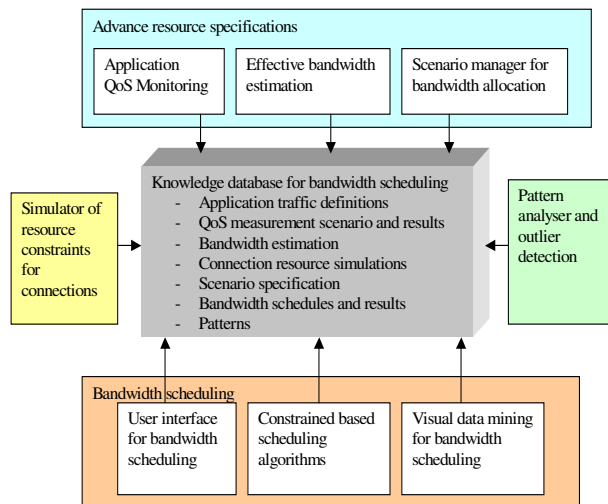 Advance resource specifications
Application
QoS Monitoring
Effective bandwidth
estimation
Scenario manager for
bandwidth allocation
Knowledge database for bandwidth scheduling
- Application traffic definitions
- QoS measurement scenario and results
- Bandwidth estimation
- Connection resource simulations
- Scenario specification
- Bandwidth schedules and results
- Patterns
Simulator of
resource
constraints
for
connections
Pattern
analyser and
outlier
detection
Bandwidth scheduling
User interface
for bandwidth
scheduling
Constrained based
scheduling
algorithms
Visual data mining
for bandwidth
scheduling